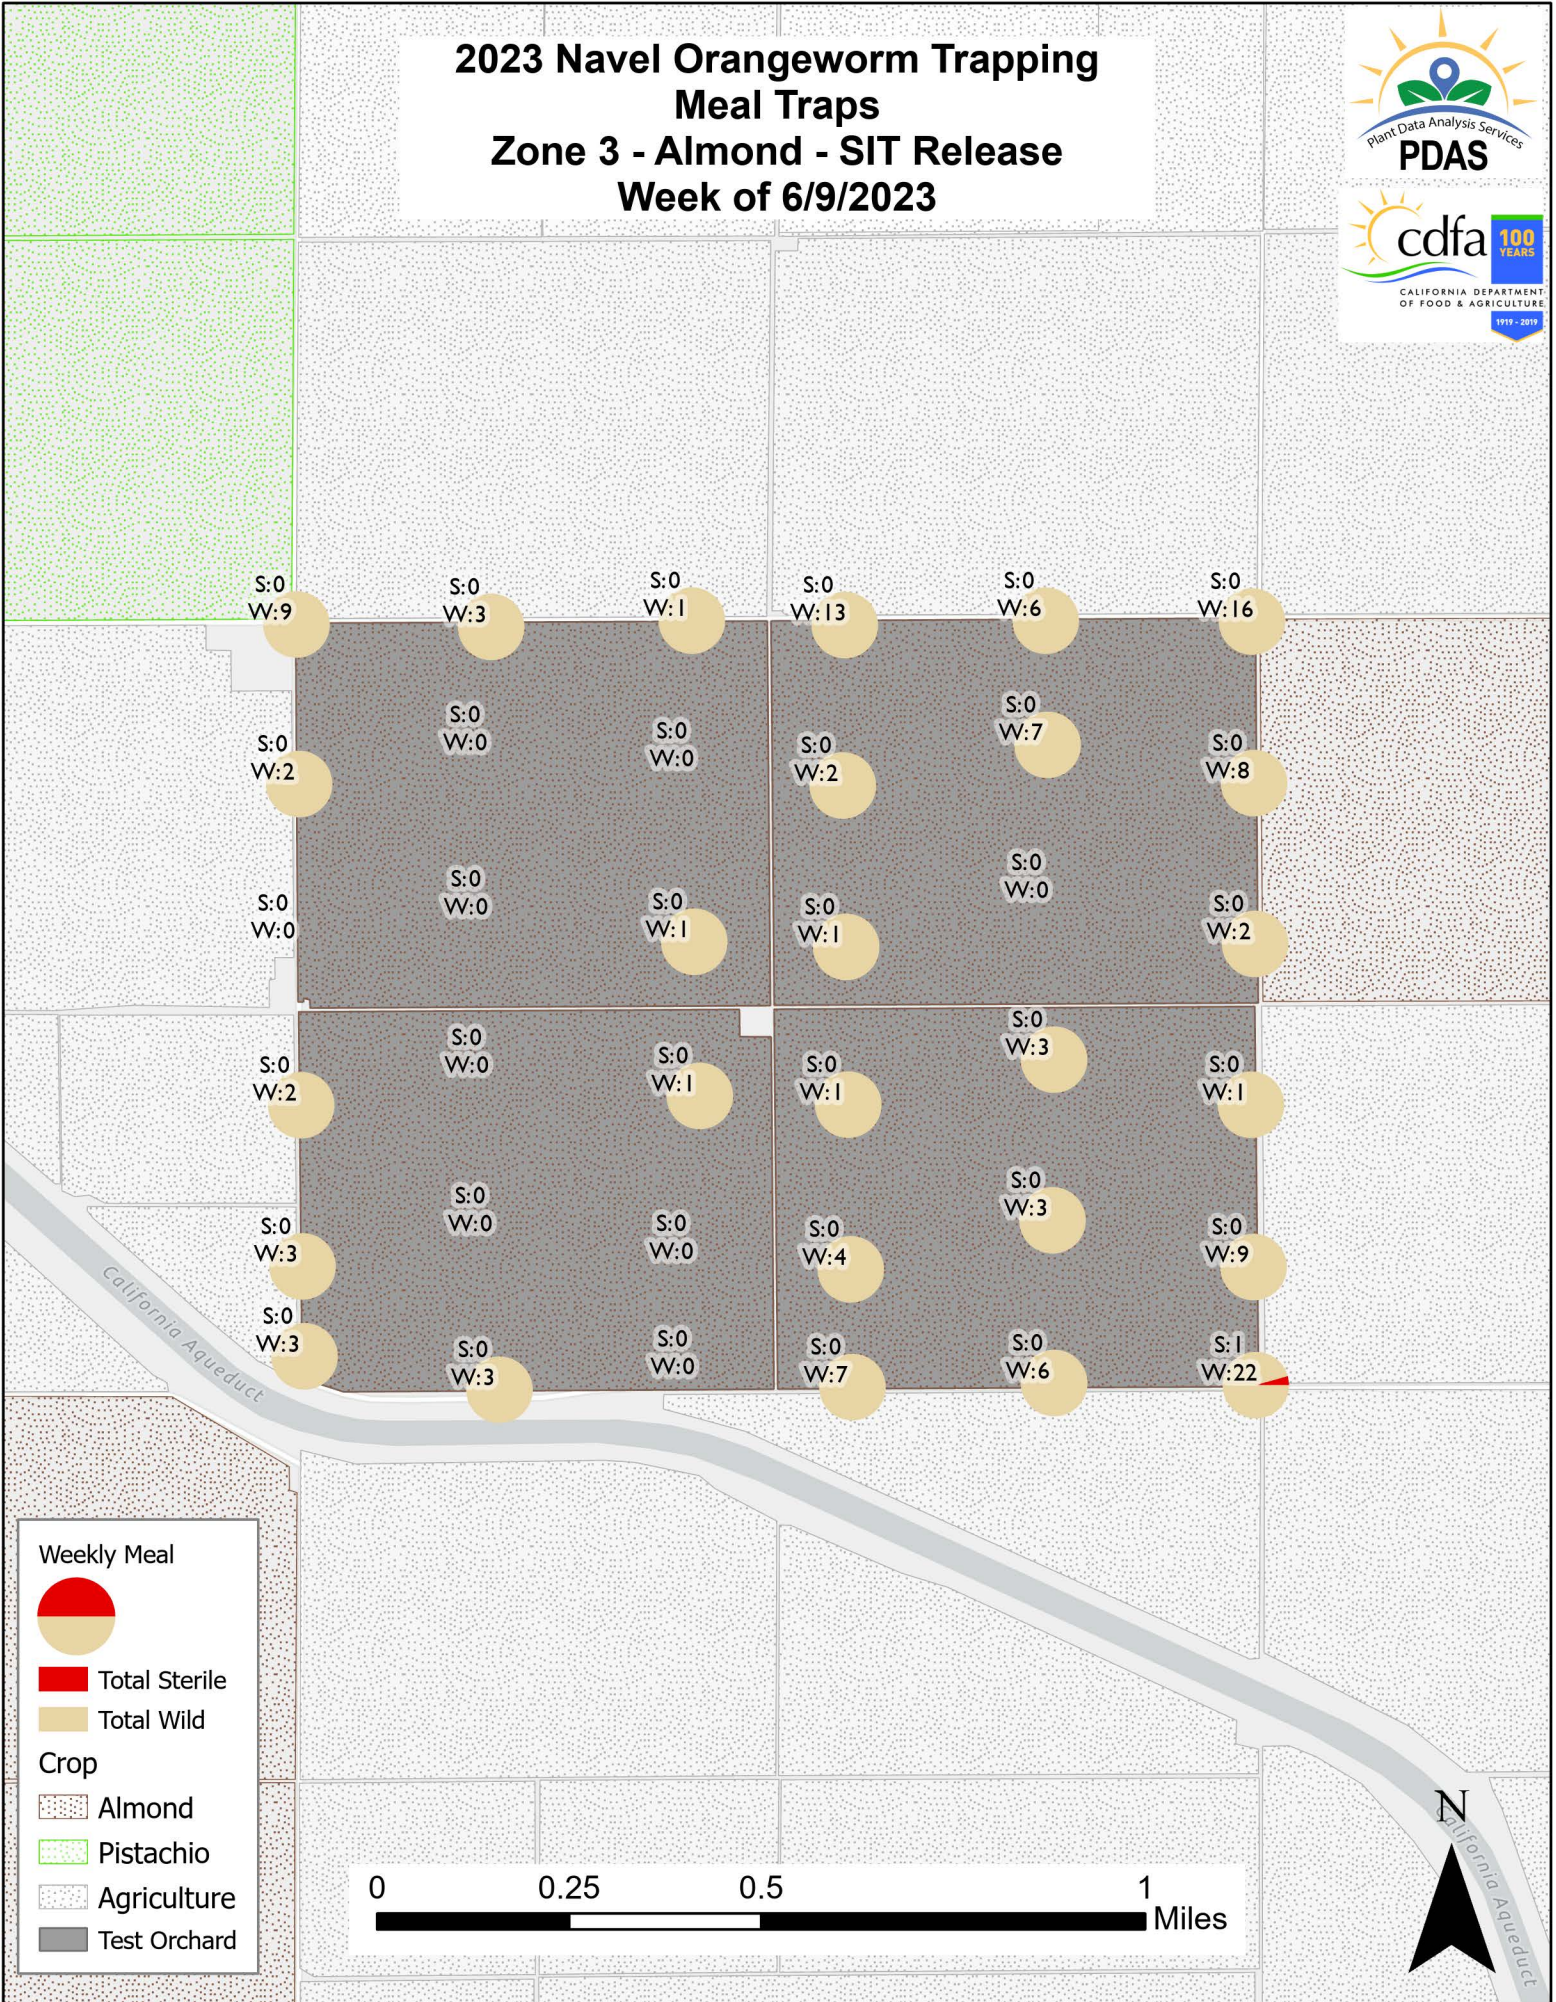 2023 Navel Orangeworm Trapping
Meal Traps
Zone 3 - Almond - SIT Release
Week of 6/9/2023
Plant Data Analysis Services
PDAS
cdfa
100
YEARS
CALIFORNIA DEPARTMENT
OF FOOD & AGRICULTURE
1919 - 2019
S:0
W:9
S:0
W:3
S:0
W:1
S:0
W:13
S:0
W:6
S:0
W:16
S:0
W:2
S:0
W:0
S:0
W:0
S:0
W:2
S:0
W:7
S:0
W:8
S:0
W:0
S:0
W:0
S:0
W:1
S:0
W:1
S:0
W:0
S:0
W:2
S:0
W:2
S:0
W:0
S:0
W:1
S:0
W:1
S:0
W:3
S:0
W:1
S:0
W:3
S:0
W:0
S:0
W:0
S:0
W:4
S:0
W:3
S:0
W:9
S:0
W:3
S:0
W:3
S:0
W:0
S:0
W:7
S:0
W:6
S:1
W:22
California Aqueduct
Weekly Meal
Total Sterile
Total Wild
Crop
Almond
Pistachio
Agriculture
Test Orchard
0 0.25 0.5 1
Miles
N
California Aqueduct